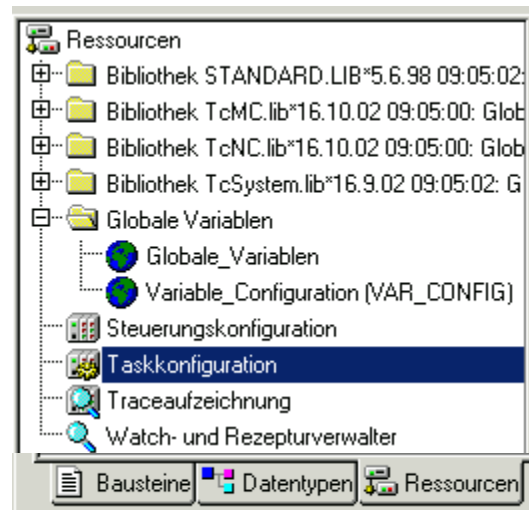 Ressourcen
Bibliothek STANDARD.LIB*5.6.98 09:05:02:
Bibliothek TcMC.lib*16.10.02 09:05:00: Glob
Bibliothek TcNC.lib*16.10.02 09:05:00: Glob
Bibliothek TcSystem.lib*16.9.02 09:05:02: G
Globale Variablen
Globale_Variablen
Variable_Configuration (VAR_CONFIG)
Steuerungskonfiguration
Taskkonfiguration
Traceaufzeichnung
Watch- und Rezepturverwalter
Bausteine Datentypen Ressourcen